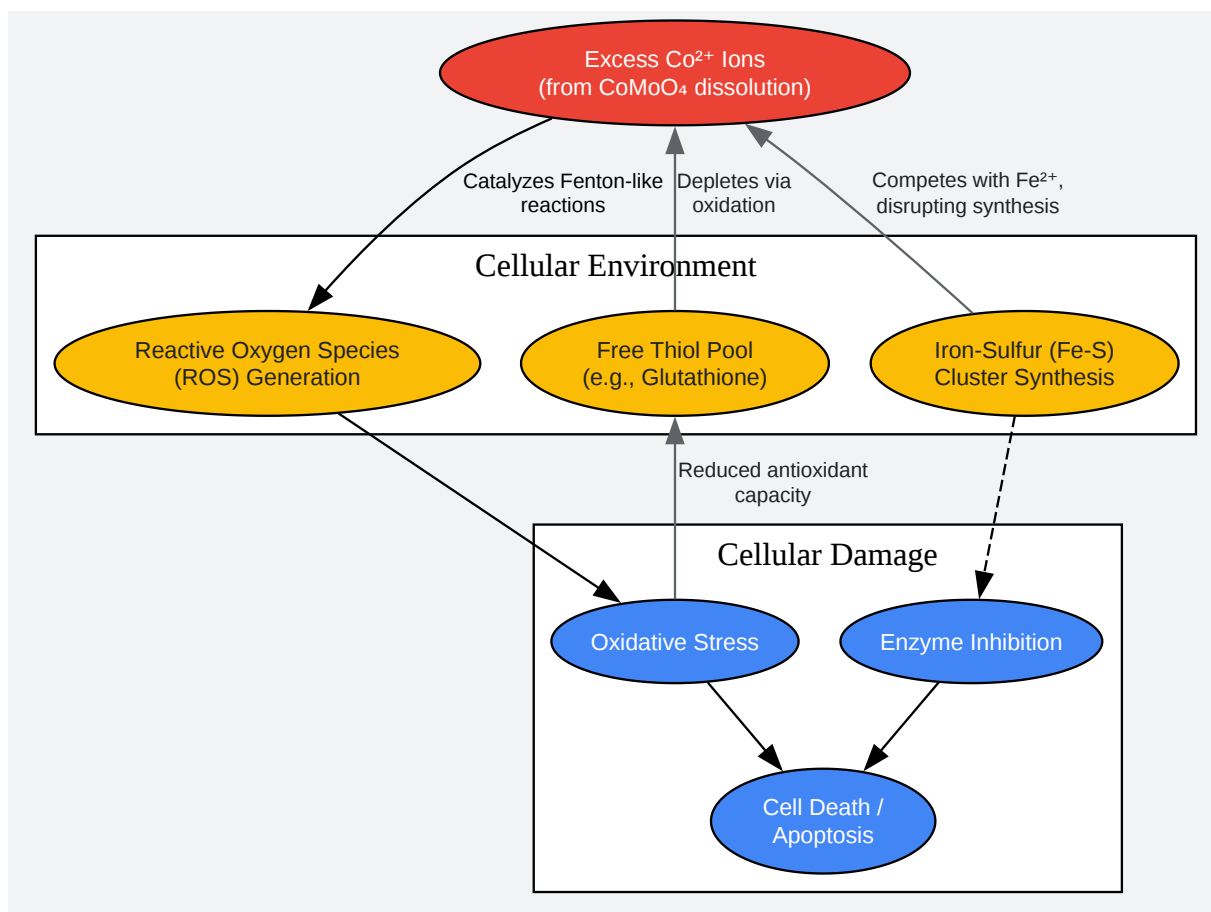 Excess Co²⁺ Ions
(from CoMoO₄ dissolution)
Catalyzes Fenton-like
reactions
Depletes via
oxidation
Competes with Fe²⁺,
disrupting synthesis
Cellular Environment
Reactive Oxygen Species
(ROS) Generation
Free Thiol Pool
(e.g., Glutathione)
Iron-Sulfur (Fe-S)
Cluster Synthesis
Reduced antioxidant
capacity
Cellular Damage
Oxidative Stress
Enzyme Inhibition
Cell Death /
Apoptosis